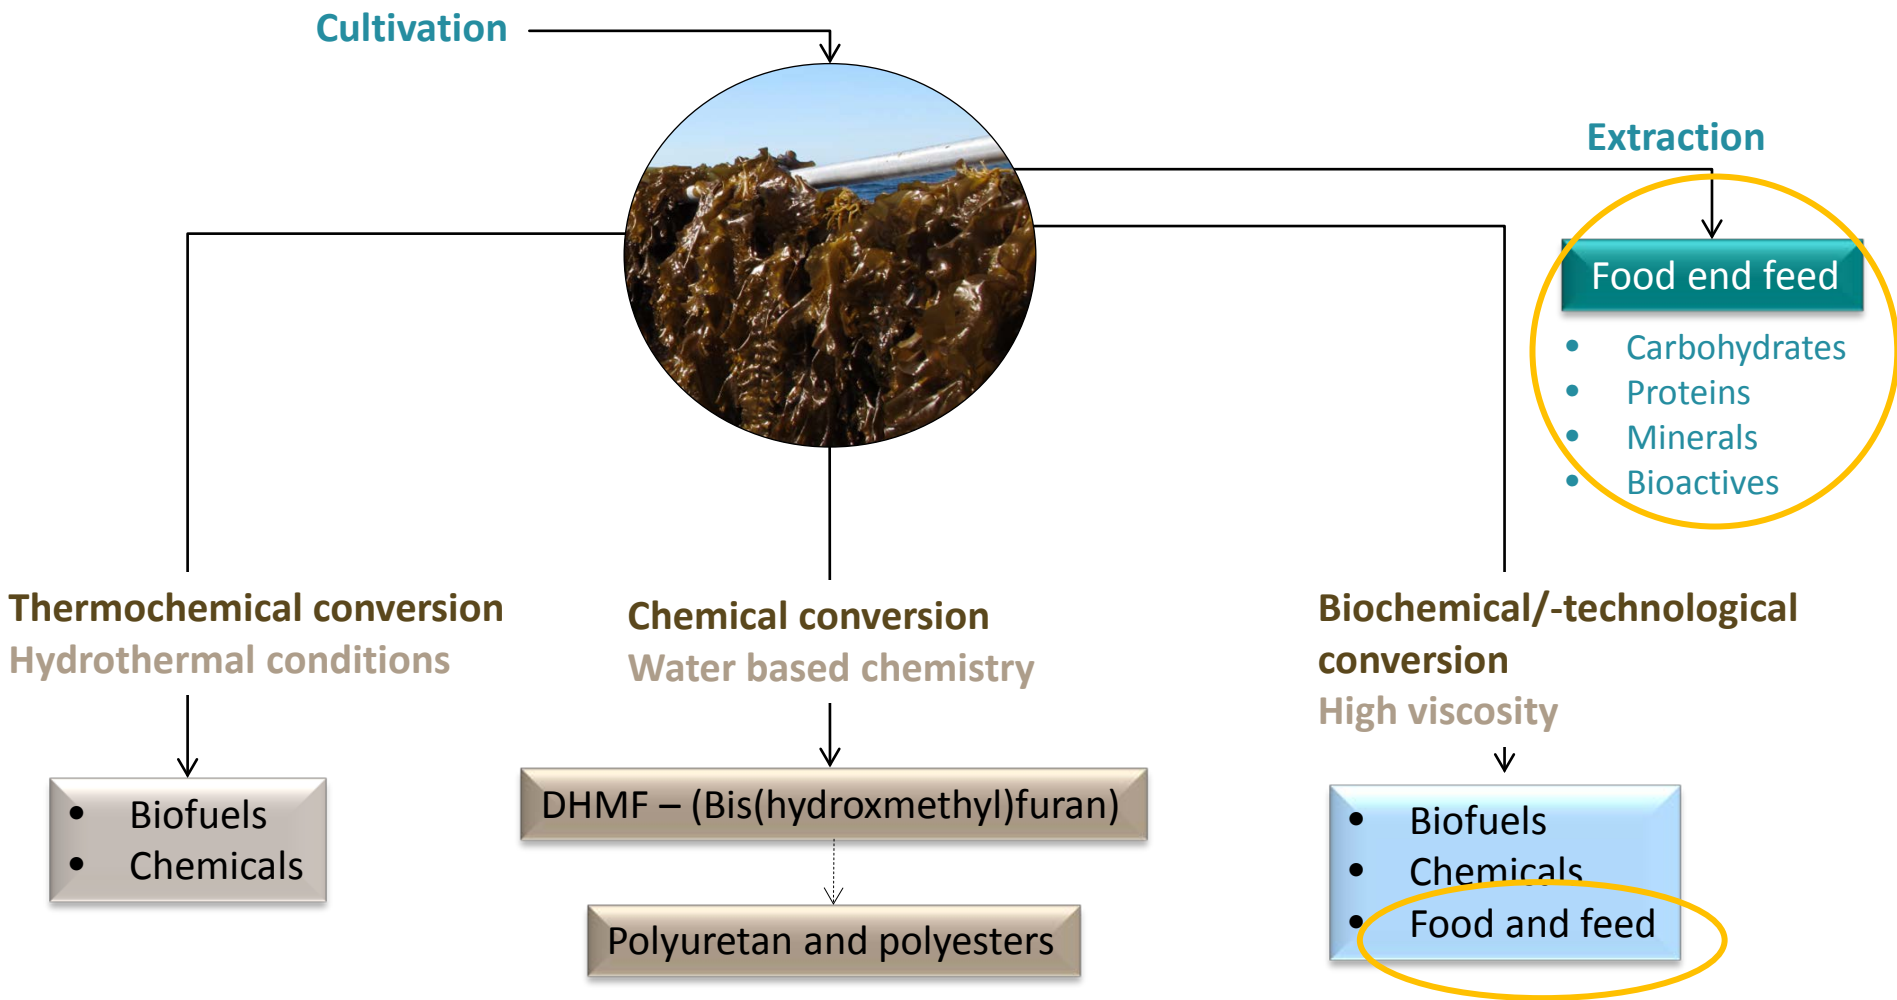 Cultivation
Extraction
Food end feed
• Carbohydrates
• Proteins
• Minerals
• Bioactives
Thermochemical conversion
Hydrothermal conditions
• Biofuels
• Chemicals
Chemical conversion
Water based chemistry
DHMF – (Bis(hydroxmethyl)furan)
Polyuretan and polyesters
Biochemical/-technological
conversion
High viscosity
• Biofuels
• Chemicals
• Food and feed